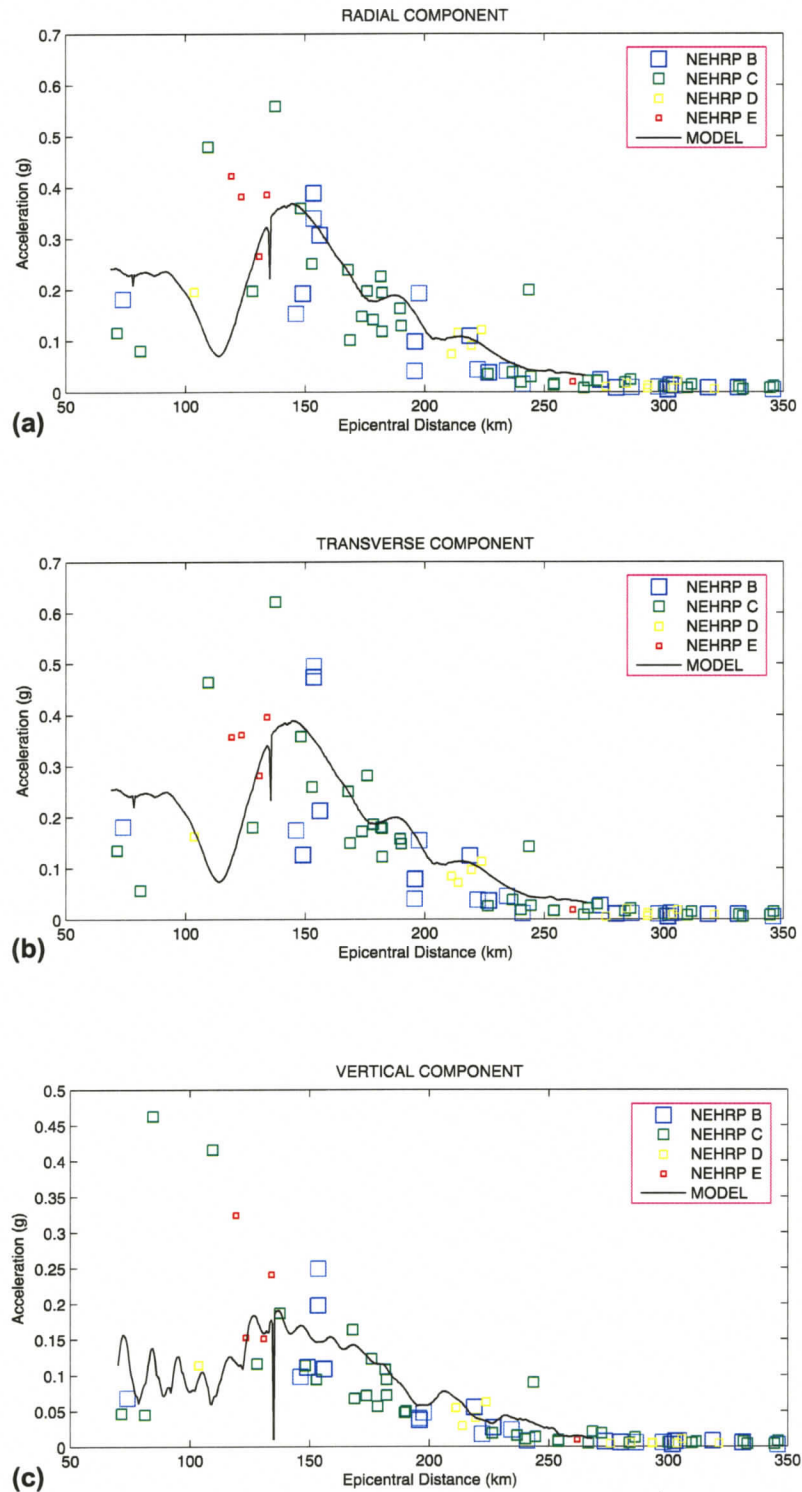 RADIAL COMPONENT
0.7
0.6
0.5
0.4
0.3
0.2
0.1
0
Acceleration (g)
NEHRP B
NEHRP C
NEHRP D
NEHRP E
MODEL
50 100 150 200 250 300 350
Epicentral Distance (km)
(a)
TRANSVERSE COMPONENT
0.7
0.6
0.5
0.4
0.3
0.2
0.1
0
Acceleration (g)
NEHRP B
NEHRP C
NEHRP D
NEHRP E
MODEL
50 100 150 200 250 300 350
Epicentral Distance (km)
(b)
VERTICAL COMPONENT
0.5
0.45
0.4
0.35
0.3
0.25
0.2
0.15
0.1
0.05
0
Acceleration (g)
NEHRP B
NEHRP C
NEHRP D
NEHRP E
MODEL
50 100 150 200 250 300 350
Epicentral Distance (km)
(c)